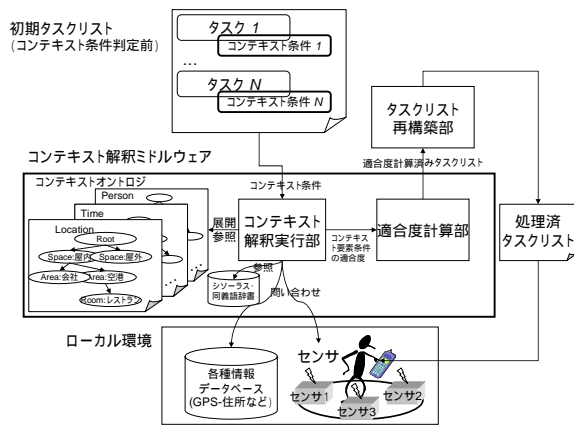 初期タスクリスト
(コンテキスト条件判定前)
タスク 1
コンテキスト条件 1
…
タスク N
コンテキスト条件 N
タスクリスト
再構築部
コンテキスト解釈ミドルウェア
適合度計算済みタスクリスト
コンテキストオントロジ
コンテキスト条件
Person
Time
Location
Root
Space:屋内
Space:屋外
Area:会社
Area:空港
Room:レストラン
展開
参照
コンテキスト
解釈実行部
コンテキス
ト要素条件
の適合度
適合度計算部
処理済
タスクリスト
参照
シソーラス・
同義語辞書
問い合わせ
ローカル環境
各種情報
データベース
(GPS-住所など)
センサ
センサ1
センサ2
センサ3